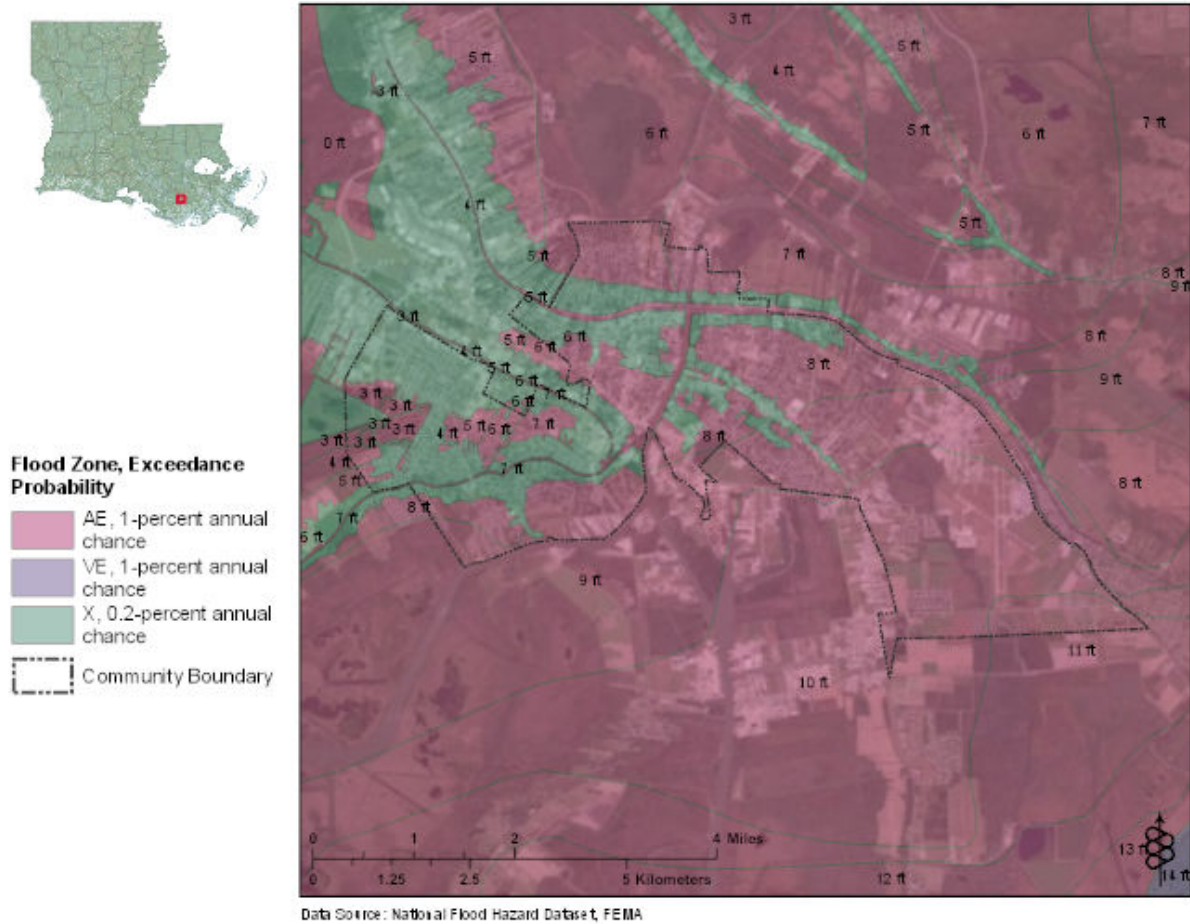 3 ft
5 ft
5 ft
4 ft
3 ft
0 ft
6 ft
5 ft
6 ft
7 ft
4 ft
5 ft
5 ft
7 ft
8 ft
9 ft
5 ft
3 ft
3 ft
4 ft
5 ft
5 ft
6 ft
6 ft
6 ft
7 ft
6 ft
8 ft
8 ft
9 ft
3 ft
3 ft
3 ft
3 ft
3 ft
3 ft
4 ft
5 ft
6 ft
7 ft
8 ft
4 ft
5 ft
7 ft
8 ft
8 ft
7 ft
6 ft
9 ft
10 ft
11 ft
Flood Zone, Exceedance
Probability
AE, 1-percent annual
chance
VE, 1-percent annual
chance
X, 0.2-percent annual
chance
Community Boundary
0 1 2 4 Miles
0 1.25 2.5 5 Kilometers
12 ft
13 ft
14 ft
Data Source: National Flood Hazard Dataset, FEMA